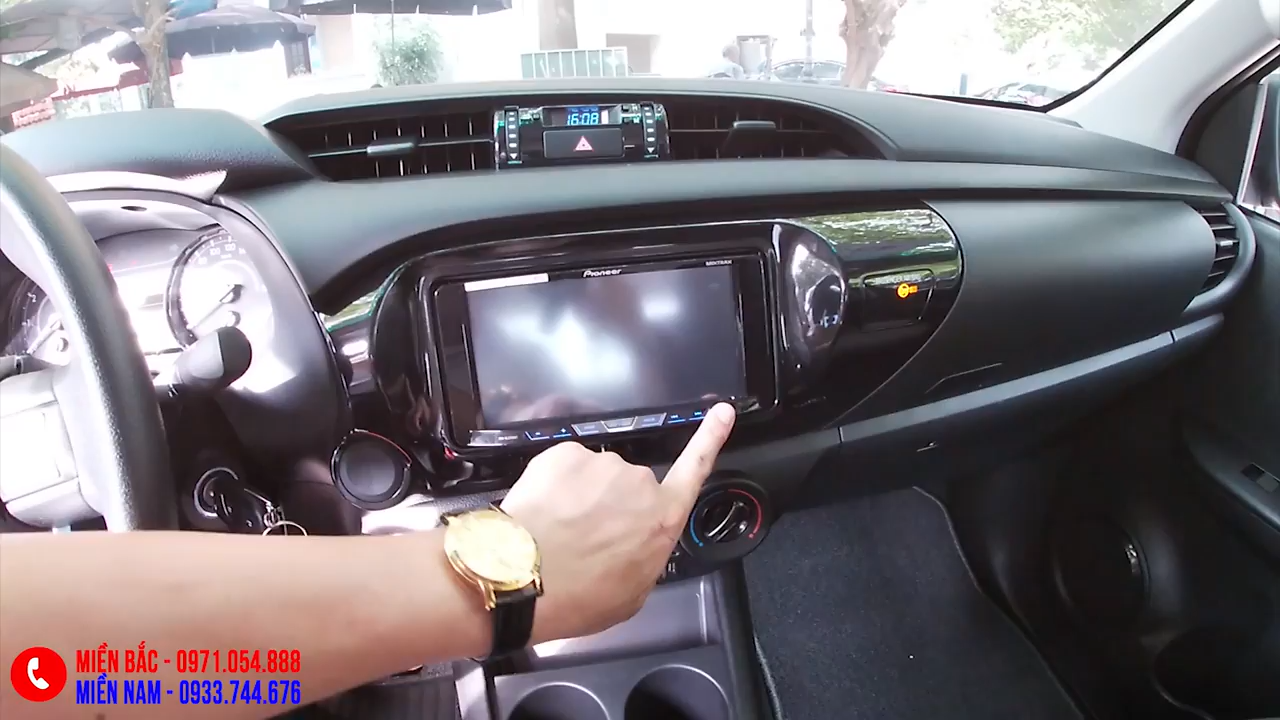 16:08
Pioneer
MIỀN BẮC - 0971.054.888
MIỀN NAM - 0933.744.676